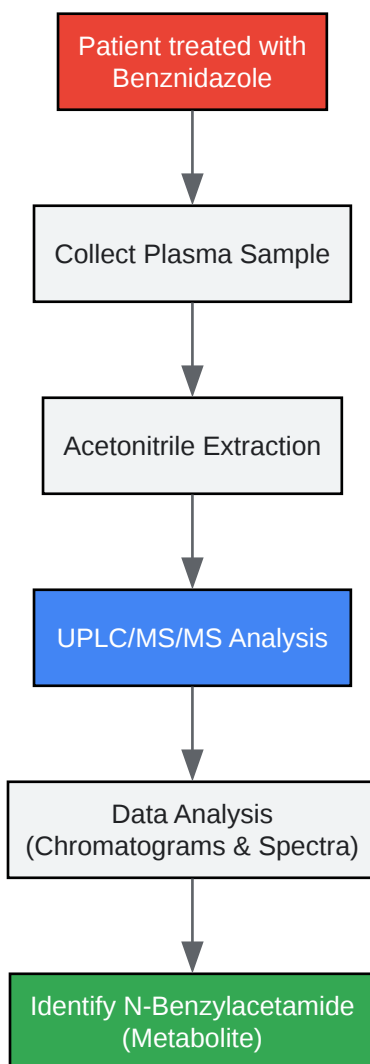 Patient treated with
Benznidazole
Collect Plasma Sample
Acetonitrile Extraction
UPLC/MS/MS Analysis
Data Analysis
(Chromatograms & Spectra)
Identify N-Benzylacetamide
(Metabolite)